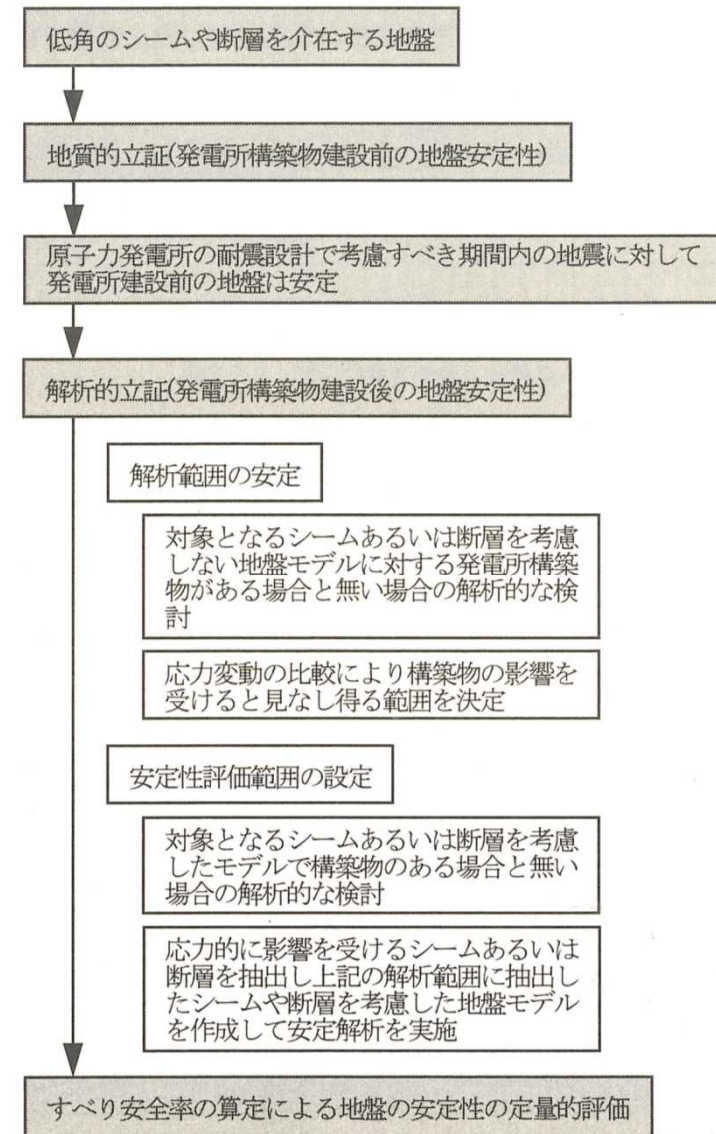 低角のシームや断層を介在する地盤
地質的立証(発電所構築物建設前の地盤安定性)
原子力発電所の耐震設計で考慮すべき期間内の地震に対して
発電所建設前の地盤は安定
解析的立証(発電所構築物建設後の地盤安定性)
解析範囲の安定
対象となるシームあるいは断層を考慮
しない地盤モデルに対する発電所構築
物がある場合と無い場合の解析的な検
討
応力変動の比較により構築物の影響を
受けると見なし得る範囲を決定
安定性評価範囲の設定
対象となるシームあるいは断層を考慮
したモデルで構築物のある場合と無い
場合の解析的な検討
応力的に影響を受けるシームあるいは
断層を抽出し上記の解析範囲に抽出し
たシームや断層を考慮した地盤モデル
を作成して安定解析を実施
すべり安全率の算定による地盤の安定性の定量的評価